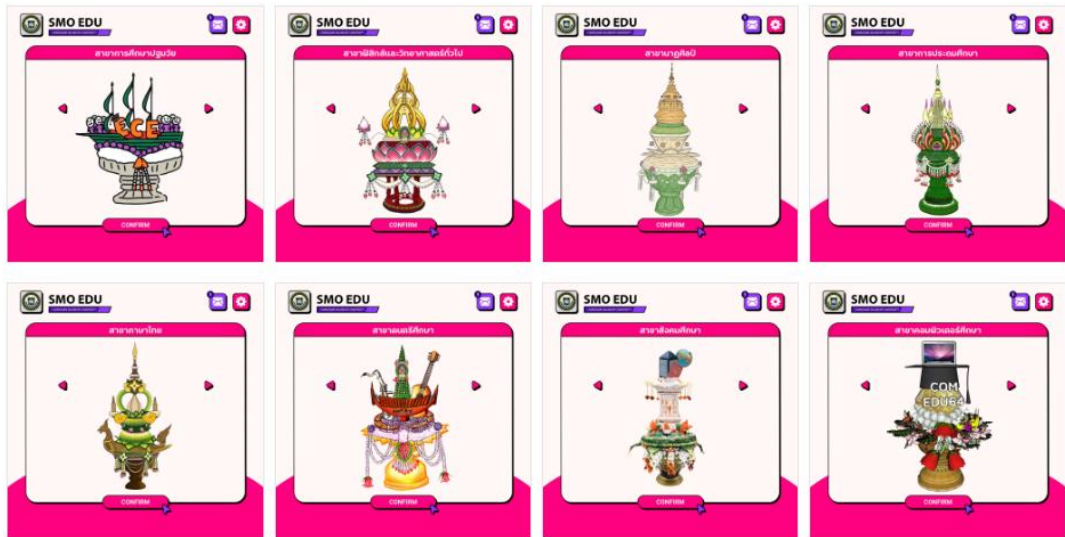 SMO EDU
สาขาการศึกษาปฐมวัย
ECE
CONFIRM
SMO EDU
สาขาฟิสิกส์และวิทยาศาสตร์ทั่วไป
CONFIRM
SMO EDU
สาขานาฏศิลป์
CONFIRM
SMO EDU
สาขาการประถมศึกษา
CONFIRM
SMO EDU
สาขาภาษาไทย
CONFIRM
SMO EDU
สาขาดนตรีศึกษา
CONFIRM
SMO EDU
สาขาสังคมศึกษา
CONFIRM
SMO EDU
สาขาคอมพิวเตอร์ศึกษา
COM
EDU64
CONFIRM